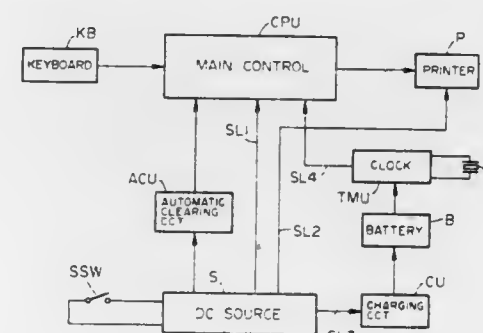 CPU
KB
P
KEYBOARD
MAIN CONTROL
PRINTER
SL1
ACU
SL4
CLOCK
TMU
AUTOMATIC
CLEARING
CCT
SL2
B
BATTERY
SSW
S
CU
DC SOURCE
CHARGING
CCT